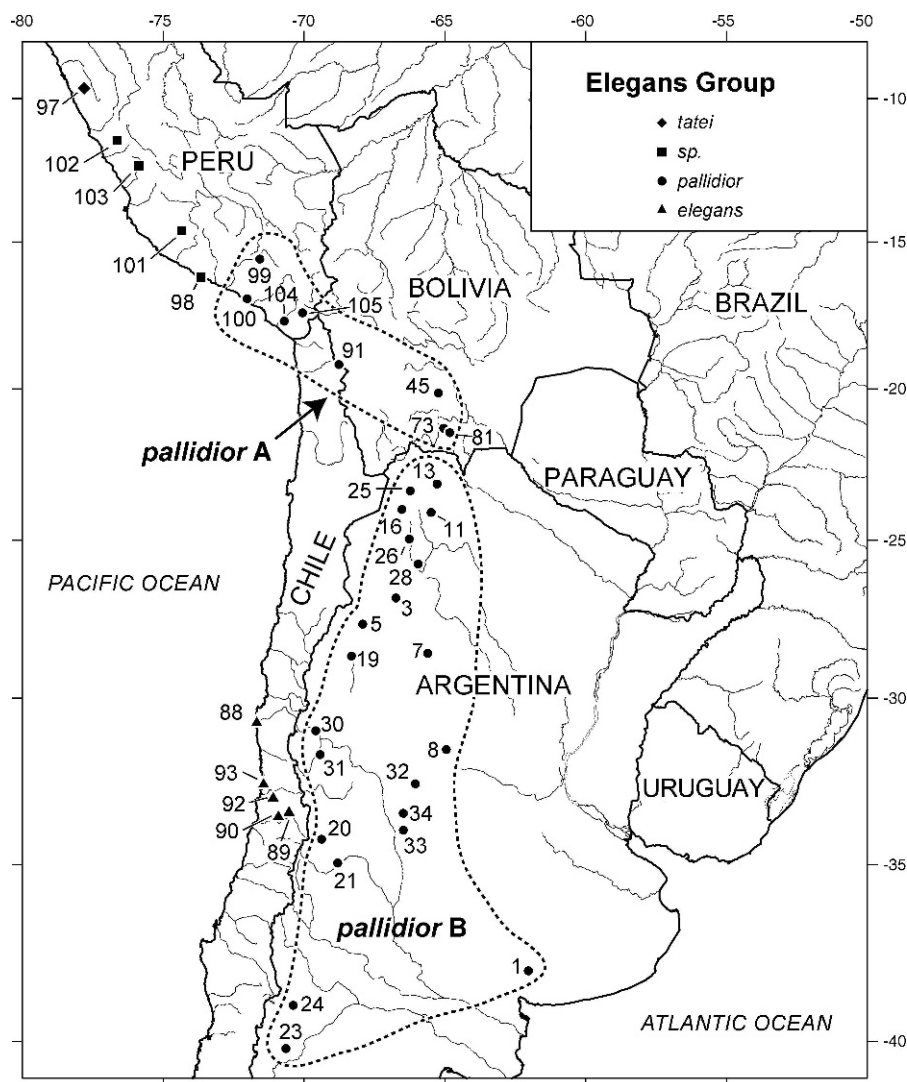 -80 -75 -70 -65 -60 -55 -50
Elegans Group
tatei
sp.
pallidior
elegans
-10
-15
-20
-25
-30
-35
-40
97
102
103
PERU
101
98
99
104
100
105
BOLIVIA
BRAZIL
91
45
73
81
pallidior A
PARAGUAY
13
25
16
11
CHILE
26
28
PACIFIC OCEAN
3
5
7
19
ARGENTINA
88
30
8
31
93
32
URUGUAY
92
34
90
20
33
89
21
pallidior B
1
24
23
ATLANTIC OCEAN